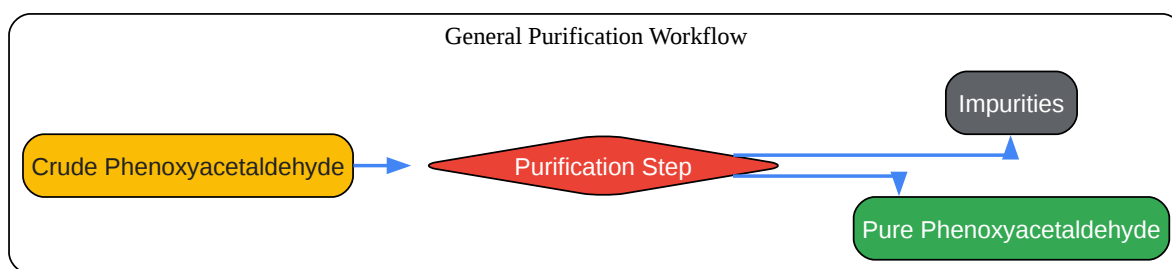 General Purification Workflow
Impurities
Crude Phenoxyacetaldehyde
Purification Step
Pure Phenoxyacetaldehyde